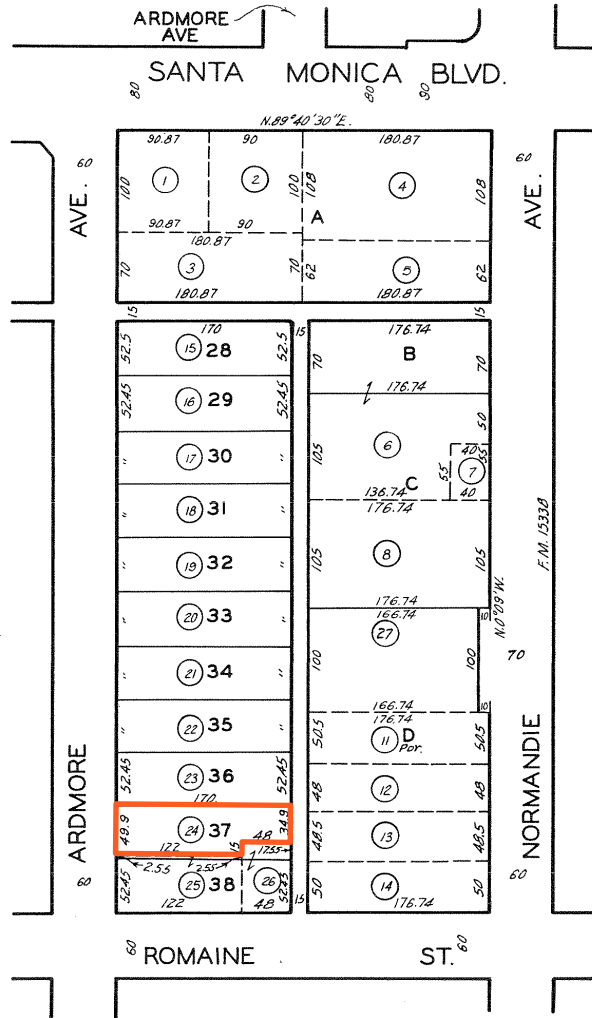 ARDMORE
AVE
SANTA MONICA BLVD.
80 80 90
N.89°40'30"E.
90.87 90 180.87
60 60
AVE. 100 1 2 100 108 4 108 AVE.
A
90.87 90
180.87
70 3 70 62 5 62
180.87 180.87
15 15
170 15 176.74
52.5 15 28 52.5 70 B 70
176.74
52.45 16 29 52.45 50
" 17 30 " 105 6 40 55
55 7
C 40
136.74
176.74
" 18 31 "
F.M. 15338
" 19 32 " 105 8 105
176.74
166.74 10 N.0°09'W.
" 20 33 " 27
" 21 34 " 100 100 70
166.74 10
176.74
" 22 35 " 50.5 11 D 50.5
Por.
52.45 23 36 52.45 48 12 48
170.
ARDMORE NORMANDIE
49.9 24 37 34.9 48.5 13 48.5
48
122 15 17.55
2.55 2.55
60 60
52.45 25 38 26 52.45 50 14 50
122 48 15 176.74
60 ROMAINE ST. 60